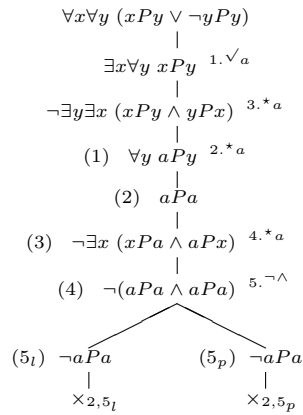 ∀x∀y (xPy ∨ ¬yPy)
∃x∀y xPy 1.√a
¬∃y∃x (xPy ∧ yPx) 3.⋆a
(1) ∀y aPy 2.⋆a
(2) aPa
(3) ¬∃x (xPa ∧ aPx) 4.⋆a
(4) ¬(aPa ∧ aPa) 5.¬∧
(5l) ¬aPa (5p) ¬aPa
×2,5l ×2,5p